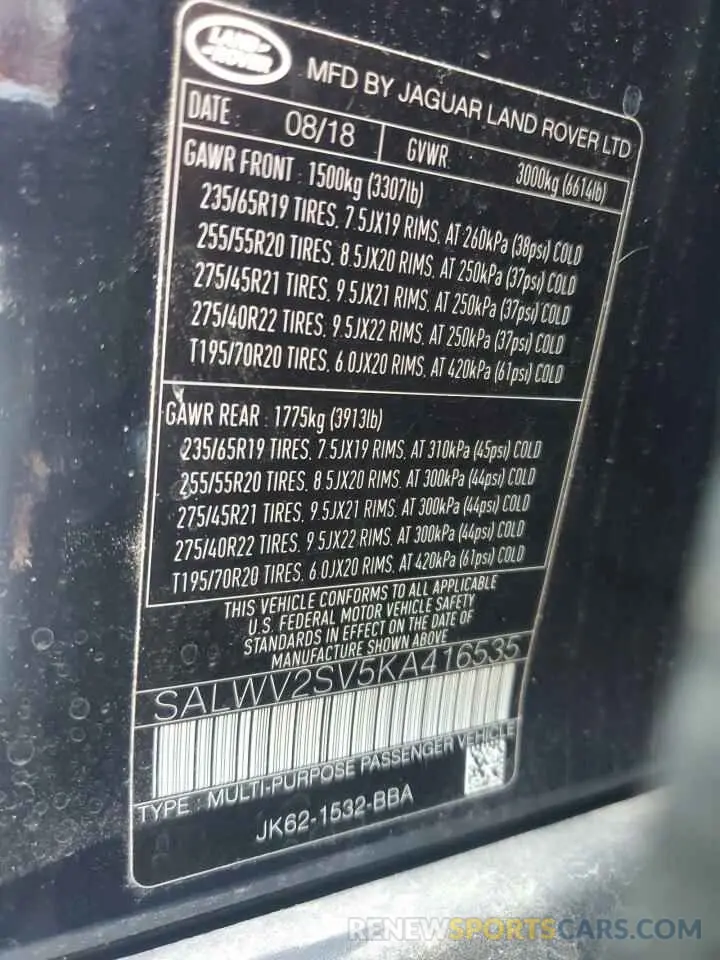 LAND
ROVER
MFD BY JAGUAR LAND ROVER LTD
DATE : 08/18 GVWR 3000kg (6614lb)
GAWR FRONT : 1500kg (3307lb)
235/65R19 TIRES, 7.5JX19 RIMS, AT 260kPa (38psi) COLD
255/55R20 TIRES, 8.5JX20 RIMS, AT 250kPa (37psi) COLD
275/45R21 TIRES, 9.5JX21 RIMS, AT 250kPa (37psi) COLD
275/40R22 TIRES, 9.5JX22 RIMS, AT 250kPa (37psi) COLD
T195/70R20 TIRES, 6.0JX20 RIMS, AT 420kPa (61psi) COLD
GAWR REAR : 1775kg (3913lb)
235/65R19 TIRES, 7.5JX19 RIMS, AT 310kPa (45psi) COLD
255/55R20 TIRES, 8.5JX20 RIMS, AT 300kPa (44psi) COLD
275/45R21 TIRES, 9.5JX21 RIMS, AT 300kPa (44psi) COLD
275/40R22 TIRES, 9.5JX22 RIMS, AT 300kPa (44psi) COLD
T195/70R20 TIRES, 6.0JX20 RIMS, AT 420kPa (61psi) COLD
THIS VEHICLE CONFORMS TO ALL APPLICABLE
U.S. FEDERAL MOTOR VEHICLE SAFETY
STANDARDS IN EFFECT ON THE DATE OF
MANUFACTURE SHOWN ABOVE
SALWV2SV5KA416535
TYPE : MULTI-PURPOSE PASSENGER VEHICLE
JK62-1532-BBA
RENEWSPORTSCARS.COM